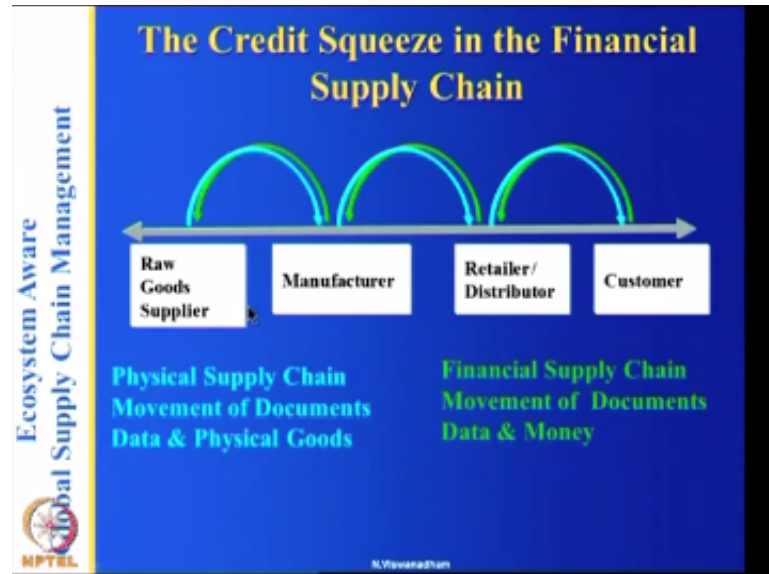 The Credit Squeeze in the Financial
Supply Chain
Ecosystem Aware
Global Supply Chain Management
Raw
Goods
Supplier
Manufacturer
Retailer/
Distributor
Customer
Physical Supply Chain
Movement of Documents
Data & Physical Goods
Financial Supply Chain
Movement of Documents
Data & Money
NPTEL
N.Viswanadham